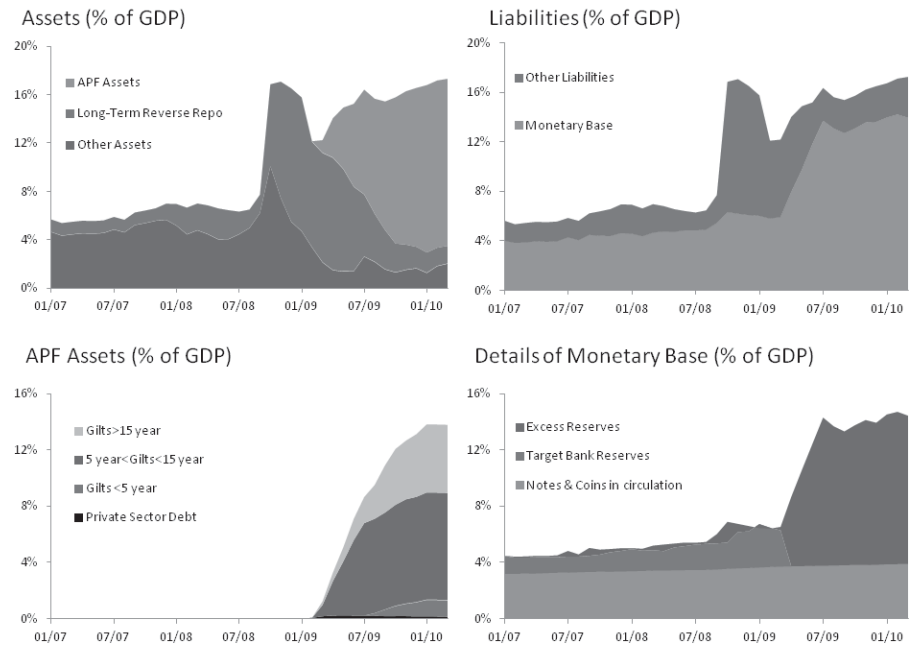 Assets (% of GDP)
20%
16%
12%
8%
4%
0%
APF Assets
Long-Term Reverse Repo
Other Assets
01/07 07/07 01/08 07/08 01/09 07/09 01/10
Liabilities (% of GDP)
20%
16%
12%
8%
4%
0%
Other Liabilities
Monetary Base
01/07 07/07 01/08 07/08 01/09 07/09 01/10
APF Assets (% of GDP)
16%
12%
8%
4%
0%
Gilts>15 year
5 year<Gilts<15 year
Gilts <5 year
Private Sector Debt
01/07 07/07 01/08 07/08 01/09 07/09 01/10
Details of Monetary Base (% of GDP)
16%
12%
8%
4%
0%
Excess Reserves
Target Bank Reserves
Notes & Coins in circulation
01/07 07/07 01/08 07/08 01/09 07/09 01/10